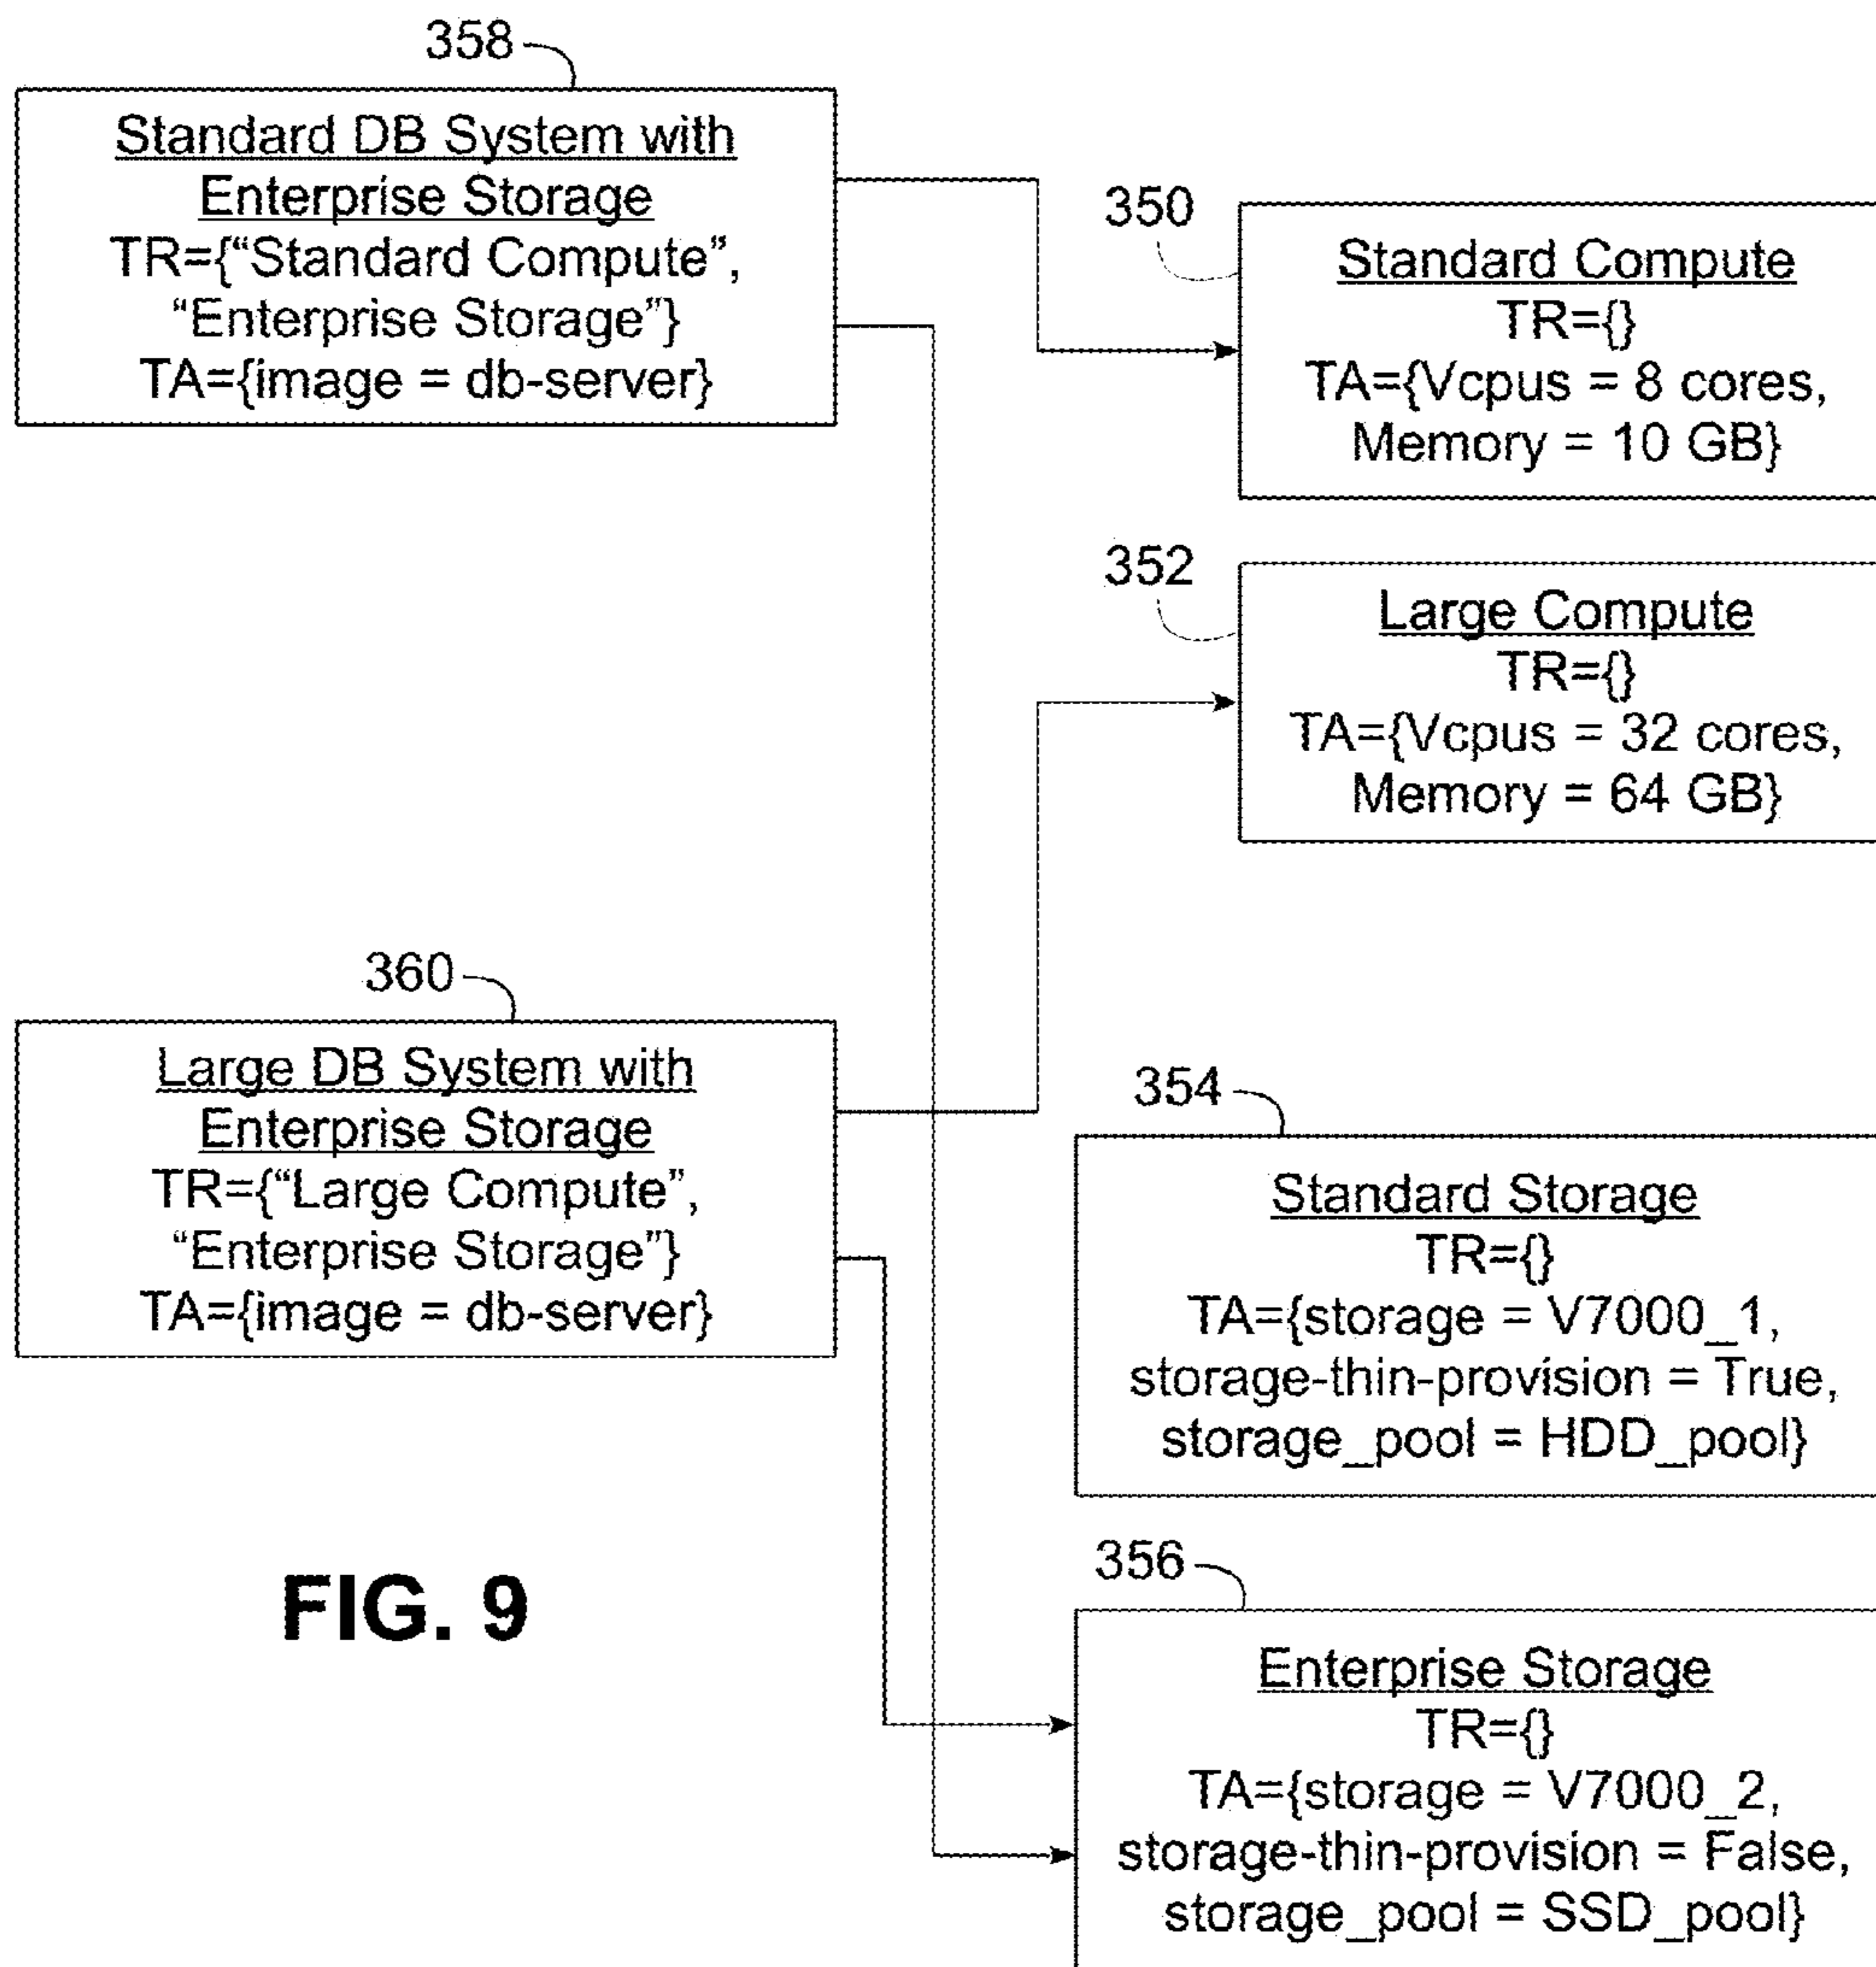 358
Standard DB System with
Enterprise Storage
TR={“Standard Compute”,
“Enterprise Storage”}
TA={image = db-server}
350
Standard Compute
TR={}
TA={Vcpus = 8 cores,
Memory = 10 GB}
352
Large Compute
TR={}
TA={Vcpus = 32 cores,
Memory = 64 GB}
360
Large DB System with
Enterprise Storage
TR={“Large Compute”,
“Enterprise Storage”}
TA={image = db-server}
354
Standard Storage
TR={}
TA={storage = V7000_1,
storage-thin-provision = True,
storage_pool = HDD_pool}
356
Enterprise Storage
TR={}
TA={storage = V7000_2,
storage-thin-provision = False,
storage_pool = SSD_pool}
FIG. 9